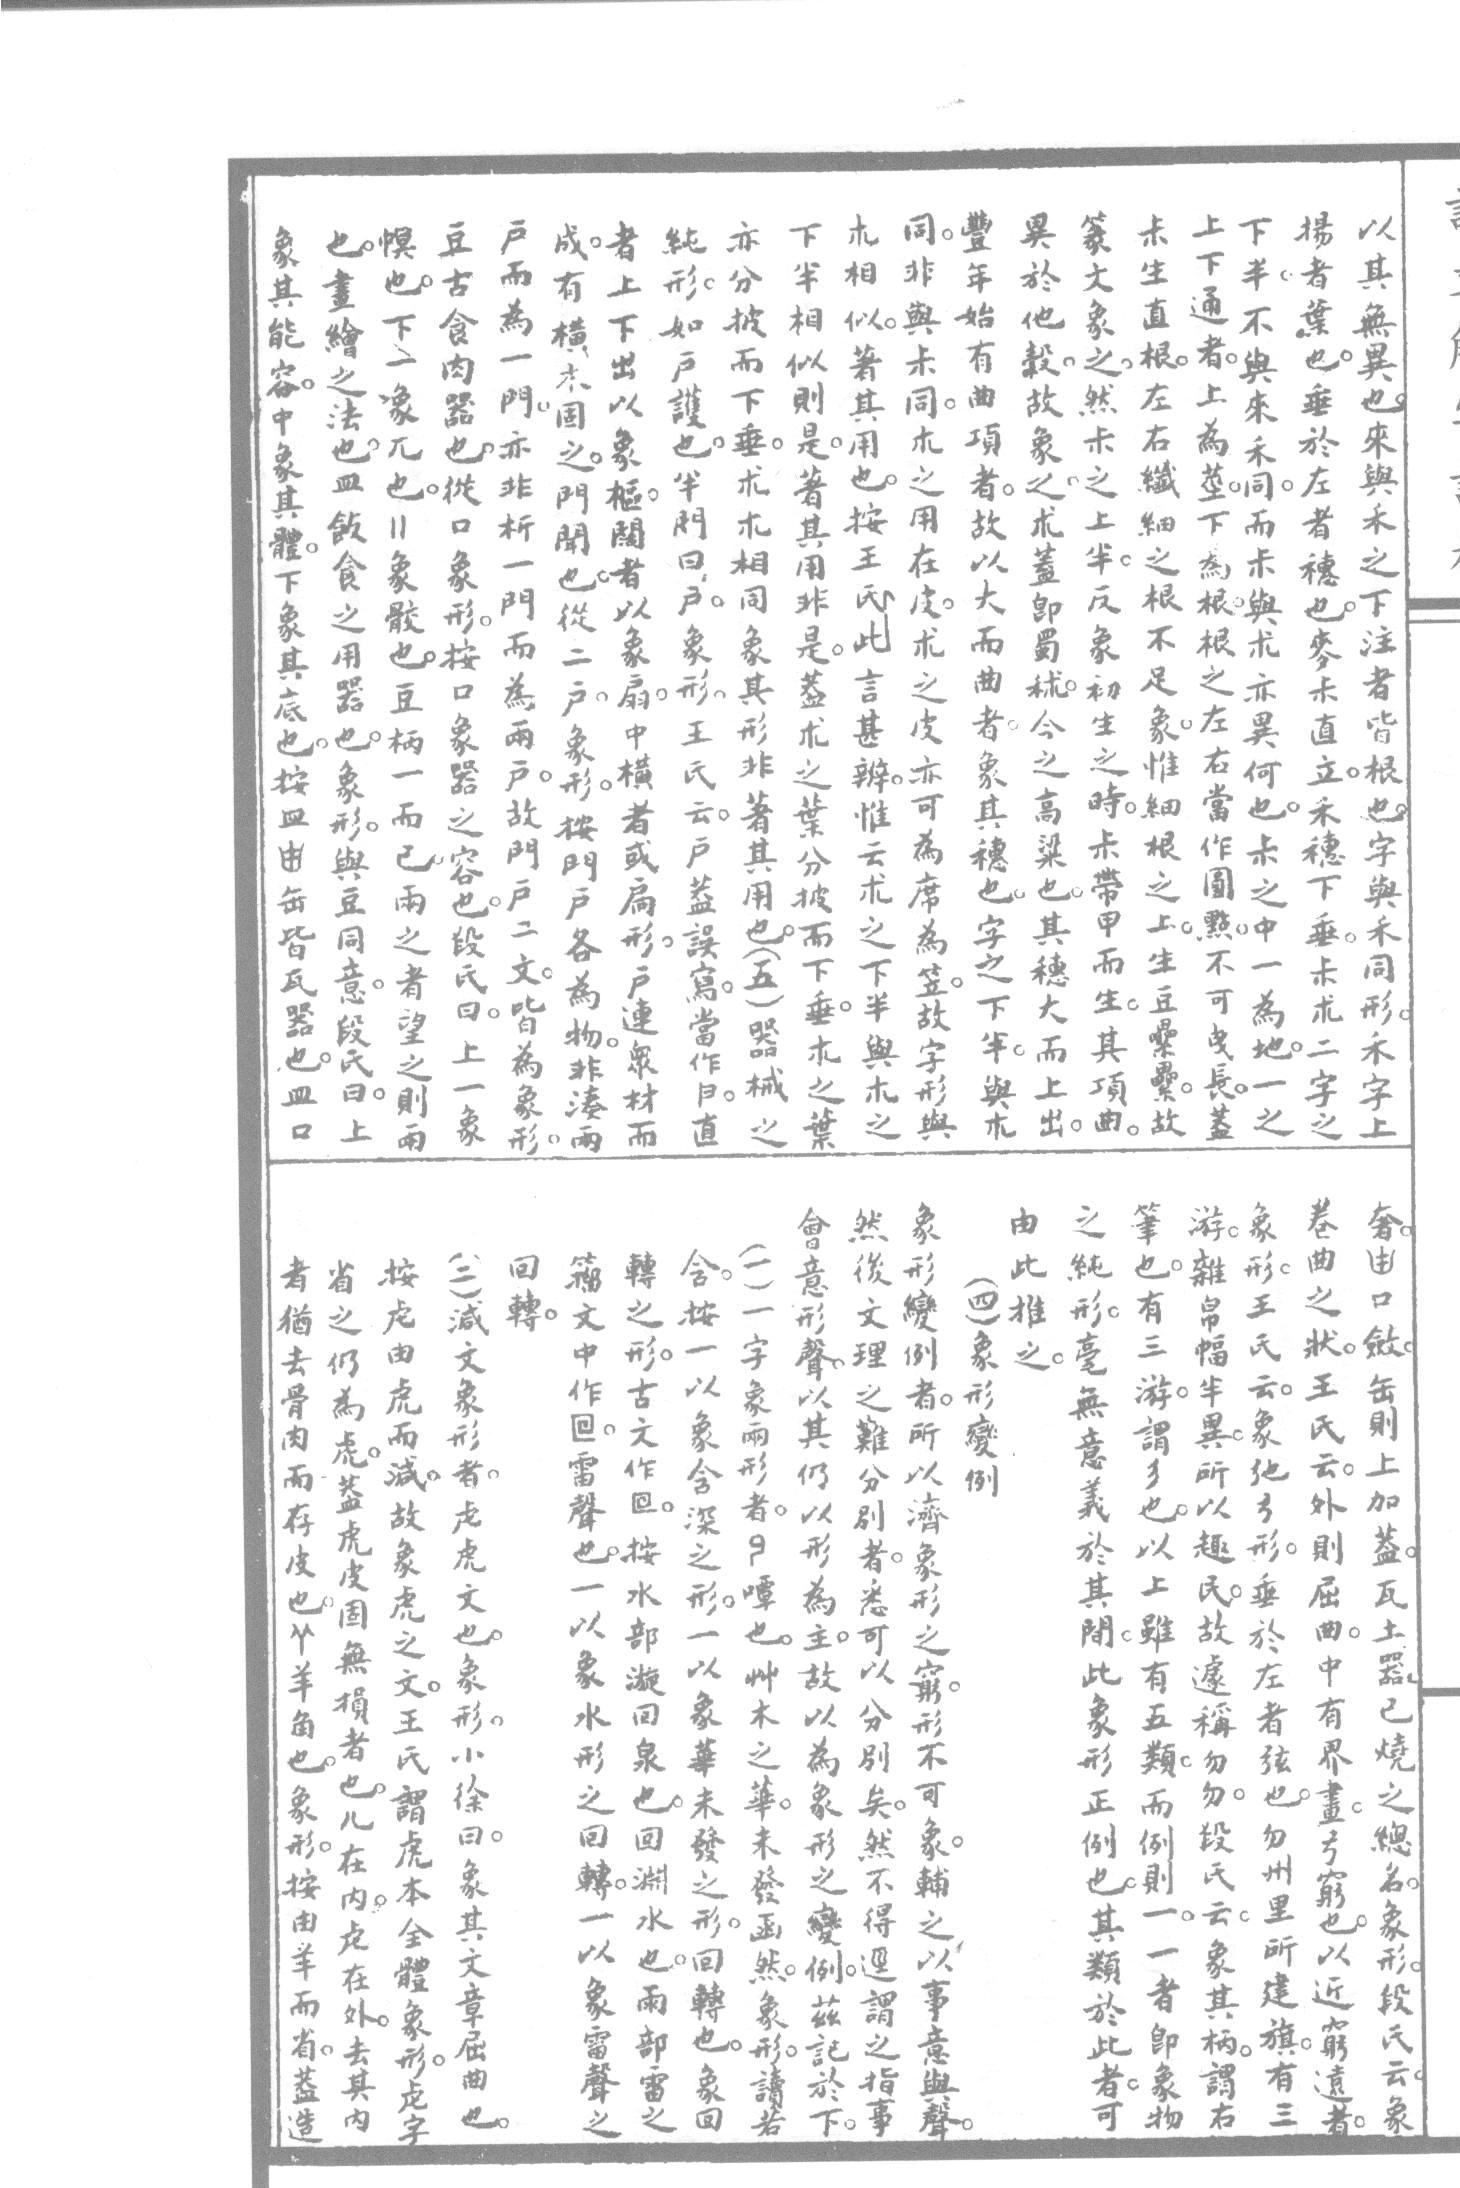 以其無異也。來與禾之下注者皆根也。字與禾同形。禾字上
揚者葉也。垂於左者穗也。麥尗直立。禾穗下垂。尗朮二字之
下半。不與來禾同。而尗與朮亦異何也。尗之中一為地。一之
上下通者。上為莖。下為根。根之左右當作圓點。不可曳長。蓋
尗生直根。左右纖細之根不足象。惟細根之上。生豆纍纍。故
篆文象之。然尗之上半。反象初生之時。尗帶甲而生。其項曲。
異於他穀。故象之。朮蓋即蜀秫。今之高粱也。其穗大而上出。
豐年始有曲項者。故以大而曲者。象其穗也。字之下半。與朩
同。非與尗同。朩之用在皮。朮之皮亦可為席為笠。故字形與
朩相似。著其用也。按王氏此言甚辨。惟云朮之下半與朩之
下半相似則是。著其用非是。蓋朮之葉分披而下垂。朩之葉
亦分披而下垂。朮朩相同。象其形非著其用也。(五)器械之
純形。如戶護也。半門曰戶。象形。王氏云。戶蓋誤寫。當作𠂆。直
者上下出以象樞。闊者以象扇。中橫者或扃形。戶連眾材而
成。有橫木固之。門聞也。從二戶。象形。按門戶各為物。非湊兩
戶而為一門。亦非析一門而為兩戶。故門戶二文。皆為象形。
豆古食肉器也。從口象形。按口象器之容也。段氏曰。上一象
幎也。下一象丌也。〢象骰也。豆柄一而已。兩之者望之則兩
也。畫繪之法也。皿飲食之用器也。象形。與豆同意。段氏曰。上
象其能容。中象其體。下象其底也。按皿甶缶皆瓦器也。皿口
奢。甶口斂。缶則上加蓋。瓦土器已燒之總名。象形。段氏云。象
卷曲之狀。王氏云。外則屈曲。中有界畫。弓窮也。以近窮遠者。
象形。王氏云。象弛弓形。垂於左者弦也。勿州里所建旗。有三
游。雜帛幅半異。所以趣民。故遽稱勿勿。段氏云。象其柄。謂右
筆也。有三游。謂彡也。以上雖有五類。而例則一。一者即象物
之純形。毫無意義於其間。此象形正例也。其類於此者。可
由此推之。
(四)象形變例
象形變例者。所以濟象形之窮。形不可象。輔之以事意與聲。
然後文理之難分別者。悉可以分別矣。然不得逕謂之指事
會意形聲。以其仍以形為主。故以為象形之變例。茲記於下。
(一)一字象兩形者。𢎘嘾也。艸木之華。未發函然。象形。讀若
含。按一以象含深之形。一以象華未發之形。回轉也。象回
轉之形。古文作囘。按水部漩回泉也。回淵水也。雨部雷之
籀文中作回。雷聲也。一以象水形之回轉。一以象雷聲之
回轉。
(二)減文象形者。虍虎文也。象形。小徐曰。象其文章屈曲也。
按虍由虎而減。故象虎之文。王氏謂虎本全體象形。虍字
省之仍為虎。蓋虎皮固無損者也。儿在內。虍在外。去其內
者猶去骨肉而存皮也。𦫳羊角也。象形。按由羊而省。蓋造